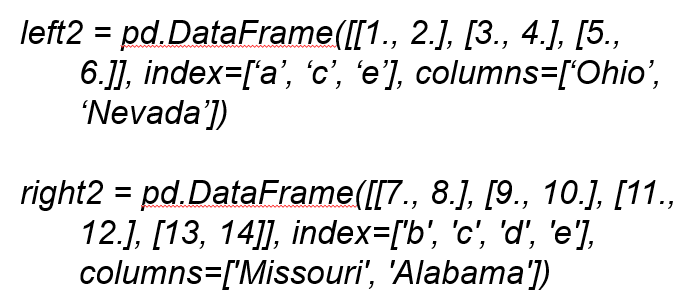 left2 = pd.DataFrame([[1., 2.], [3., 4.], [5.,
6.]], index=[‘a’, ‘c’, ‘e’], columns=[‘Ohio’,
‘Nevada’])
right2 = pd.DataFrame([[7., 8.], [9., 10.], [11.,
12.], [13, 14]], index=['b', 'c', 'd', 'e'],
columns=['Missouri', 'Alabama'])